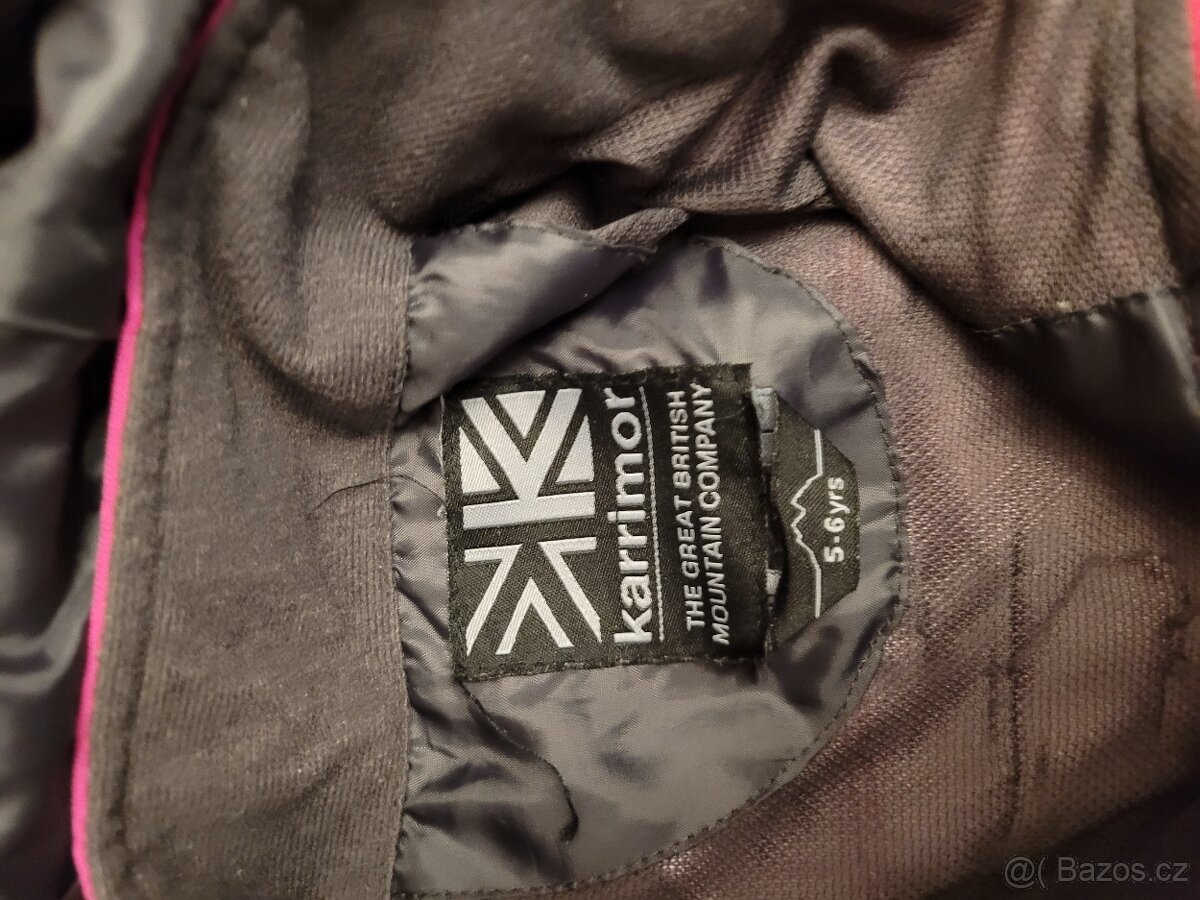 karrimor
THE GREAT BRITISH
MOUNTAIN COMPANY
5-6yrs
@( Bazos.cz